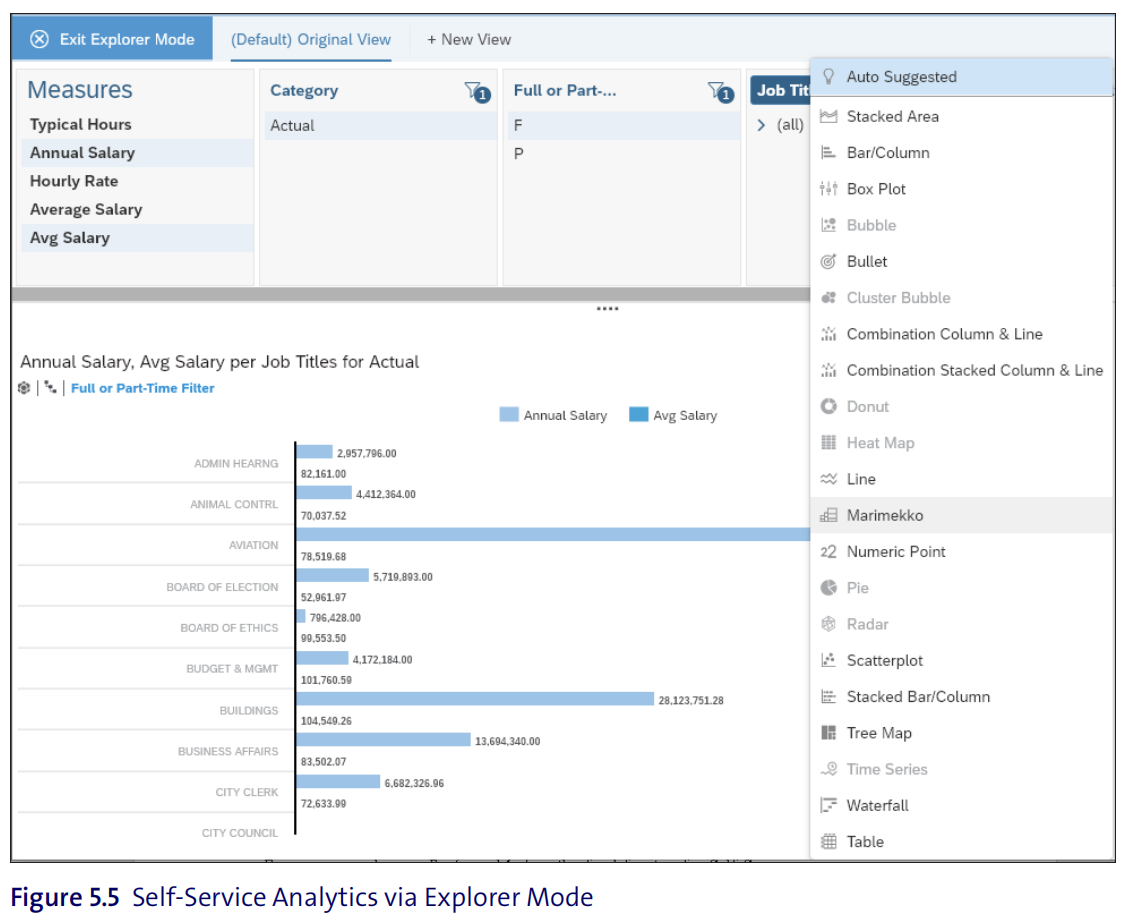 Exit Explorer Mode
(Default) Original View
+ New View
Measures
Typical Hours
Annual Salary
Hourly Rate
Average Salary
Avg Salary
Category
1
Actual
Full or Part-...
1
F
P
Job Tit
(all)
Auto Suggested
Stacked Area
Bar/Column
Box Plot
Bubble
Bullet
Cluster Bubble
Combination Column & Line
Combination Stacked Column & Line
Donut
Heat Map
Line
Marimekko
22 Numeric Point
Pie
Radar
Scatterplot
Stacked Bar/Column
Tree Map
Time Series
Waterfall
Table
Annual Salary, Avg Salary per Job Titles for Actual
Full or Part-Time Filter
Annual Salary
Avg Salary
ADMIN HEARNG
2,957,796.00
82,161.00
ANIMAL CONTRL
4,412,364.00
70,037.52
AVIATION
78,519.68
BOARD OF ELECTION
5,719,893.00
52,961.97
BOARD OF ETHICS
796,428.00
99,553.50
BUDGET & MGMT
4,172,184.00
101,760.59
BUILDINGS
28,123,751.28
104,549.26
BUSINESS AFFAIRS
13,694,340.00
83,502.07
CITY CLERK
6,682,326.96
72,633.99
CITY COUNCIL
Figure 5.5 Self-Service Analytics via Explorer Mode